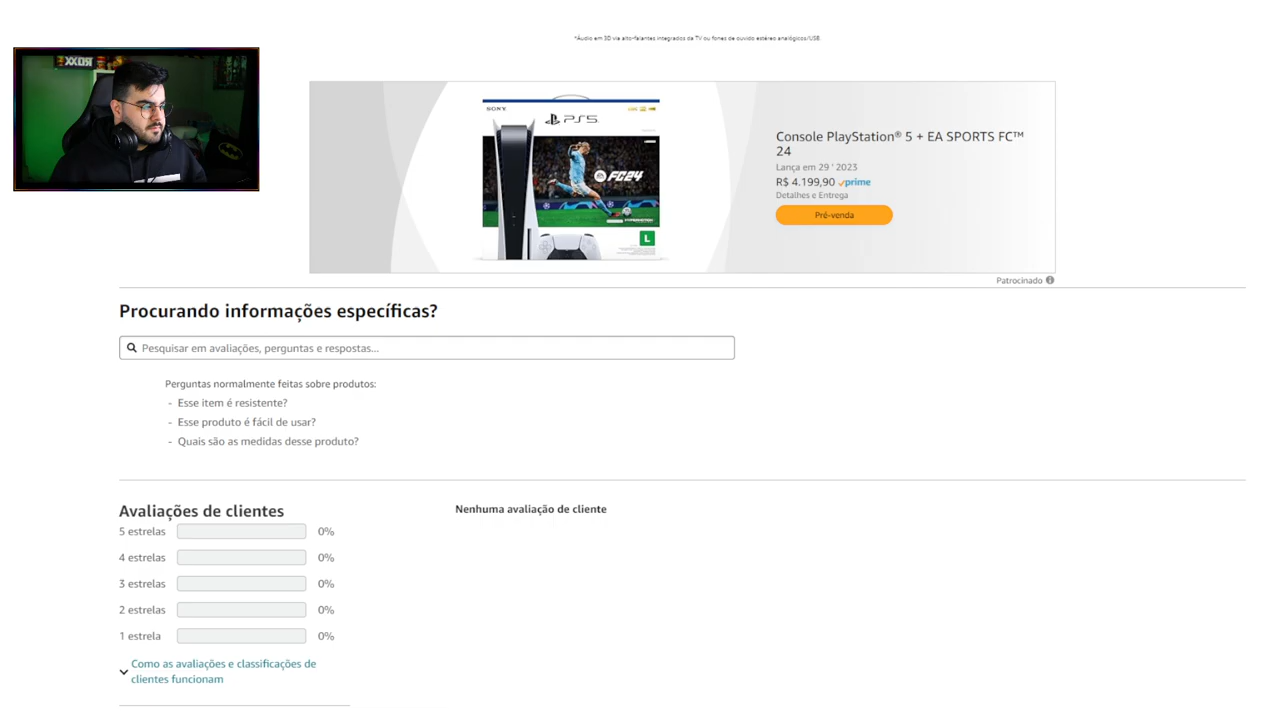 *Áudio em 3D via alto-falantes integrados da TV ou fones de ouvido estéreo analógicos/USB.
SONY
PS5
FC24
L
Console PlayStation® 5 + EA SPORTS FC™
24
Lança em 29 ' 2023
R$ 4.199,90 prime
Detalhes e Entrega
Pré-venda
Patrocinado
Procurando informações específicas?
Pesquisar em avaliações, perguntas e respostas...
Perguntas normalmente feitas sobre produtos:
- Esse item é resistente?
- Esse produto é fácil de usar?
- Quais são as medidas desse produto?
Avaliações de clientes
5 estrelas 0%
4 estrelas 0%
3 estrelas 0%
2 estrelas 0%
1 estrela 0%
Como as avaliações e classificações de
clientes funcionam
Nenhuma avaliação de cliente